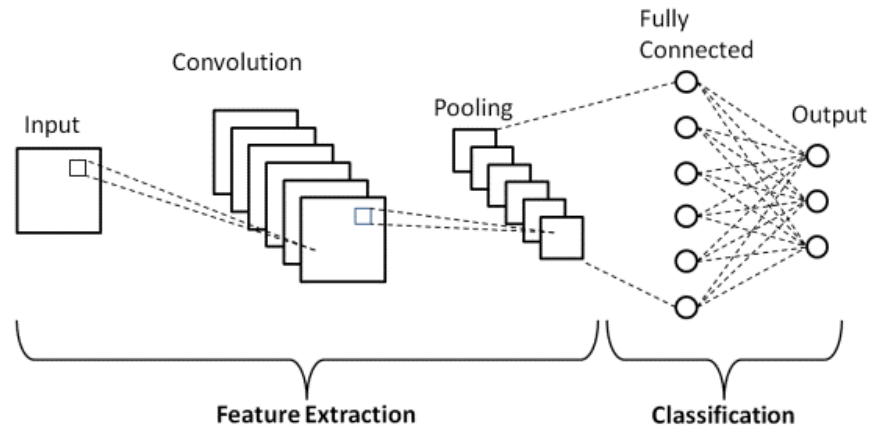 Input
Convolution
Pooling
Fully
Connected
Output
Feature Extraction
Classification